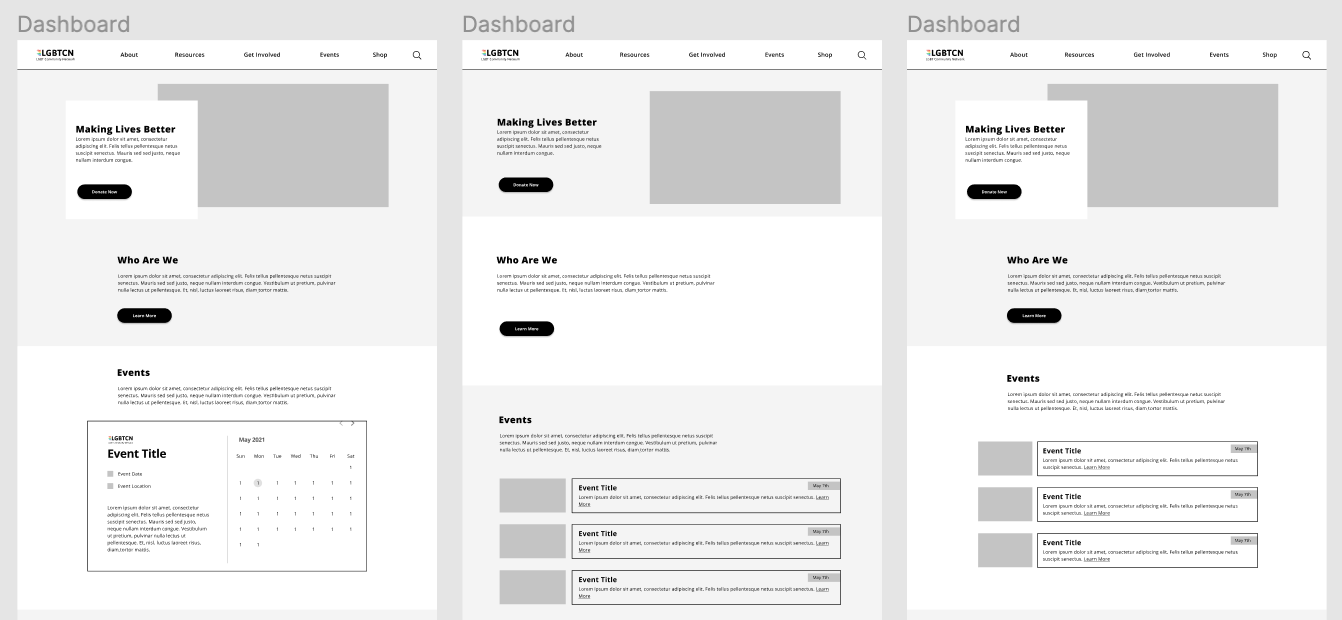 Dashboard
LGBTCN
LGBT Community Network
About
Resources
Get Involved
Events
Shop
Making Lives Better
Lorem ipsum dolor sit amet, consectetur
adipiscing elit. Felis tellus pellentesque netus
suscipit senectus. Mauris sed sed justo, neque
nullam interdum congue.
Donate Now
Who Are We
Lorem ipsum dolor sit amet, consectetur adipiscing elit. Felis tellus pellentesque netus suscipit
senectus. Mauris sed sed justo, neque nullam interdum congue. Vestibulum ut pretium, pulvinar
nulla lectus ut pellentesque. Et, nisl, luctus laoreet risus, diam,tortor mattis.
Learn More
Events
Lorem ipsum dolor sit amet, consectetur adipiscing elit. Felis tellus pellentesque netus suscipit
senectus. Mauris sed sed justo, neque nullam interdum congue. Vestibulum ut pretium, pulvinar
nulla lectus ut pellentesque. Et, nisl, luctus laoreet risus, diam,tortor mattis.
LGBTCN
Event Title
Event Date
Event Location
Lorem ipsum dolor sit amet, consectetur
adipiscing elit. Felis tellus pellentesque netus
suscipit senectus. Mauris sed sed justo,
neque nullam interdum congue. Vestibulum
ut pretium, pulvinar nulla lectus ut
pellentesque. Et, nisl, luctus laoreet risus,
diam,tortor mattis.
May 2021
Sun Mon Tue Wed Thu Fri Sat
1
1 1 1 1 1 1 1
1 1 1 1 1 1 1
1 1 1 1 1 1 1
1 1 1 1 1 1 1
1 1
Dashboard
LGBTCN
LGBT Community Network
About
Resources
Get Involved
Events
Shop
Making Lives Better
Lorem ipsum dolor sit amet, consectetur
adipiscing elit. Felis tellus pellentesque netus
suscipit senectus. Mauris sed sed justo, neque
nullam interdum congue.
Donate Now
Who Are We
Lorem ipsum dolor sit amet, consectetur adipiscing elit. Felis tellus pellentesque netus suscipit
senectus. Mauris sed sed justo, neque nullam interdum congue. Vestibulum ut pretium, pulvinar
nulla lectus ut pellentesque. Et, nisl, luctus laoreet risus, diam,tortor mattis.
Learn More
Events
Lorem ipsum dolor sit amet, consectetur adipiscing elit. Felis tellus pellentesque netus suscipit
senectus. Mauris sed sed justo, neque nullam interdum congue. Vestibulum ut pretium, pulvinar
nulla lectus ut pellentesque. Et, nisl, luctus laoreet risus, diam,tortor mattis.
Event Title
May 7th
Lorem ipsum dolor sit amet, consectetur adipiscing elit. Felis tellus pellentesque netus suscipit senectus. Learn
More
Event Title
May 7th
Lorem ipsum dolor sit amet, consectetur adipiscing elit. Felis tellus pellentesque netus suscipit senectus. Learn
More
Event Title
May 7th
Lorem ipsum dolor sit amet, consectetur adipiscing elit. Felis tellus pellentesque netus suscipit senectus. Learn
More
Dashboard
LGBTCN
LGBT Community Network
About
Resources
Get Involved
Events
Shop
Making Lives Better
Lorem ipsum dolor sit amet, consectetur
adipiscing elit. Felis tellus pellentesque netus
suscipit senectus. Mauris sed sed justo, neque
nullam interdum congue.
Donate Now
Who Are We
Lorem ipsum dolor sit amet, consectetur adipiscing elit. Felis tellus pellentesque netus suscipit
senectus. Mauris sed sed justo, neque nullam interdum congue. Vestibulum ut pretium, pulvinar
nulla lectus ut pellentesque. Et, nisl, luctus laoreet risus, diam,tortor mattis.
Learn More
Events
Lorem ipsum dolor sit amet, consectetur adipiscing elit. Felis tellus pellentesque netus suscipit
senectus. Mauris sed sed justo, neque nullam interdum congue. Vestibulum ut pretium, pulvinar
nulla lectus ut pellentesque. Et, nisl, luctus laoreet risus, diam,tortor mattis.
Event Title
May 7th
Lorem ipsum dolor sit amet, consectetur adipiscing elit. Felis tellus pellentesque netus
suscipit senectus. Learn More
Event Title
May 7th
Lorem ipsum dolor sit amet, consectetur adipiscing elit. Felis tellus pellentesque netus
suscipit senectus. Learn More
Event Title
May 7th
Lorem ipsum dolor sit amet, consectetur adipiscing elit. Felis tellus pellentesque netus
suscipit senectus. Learn More